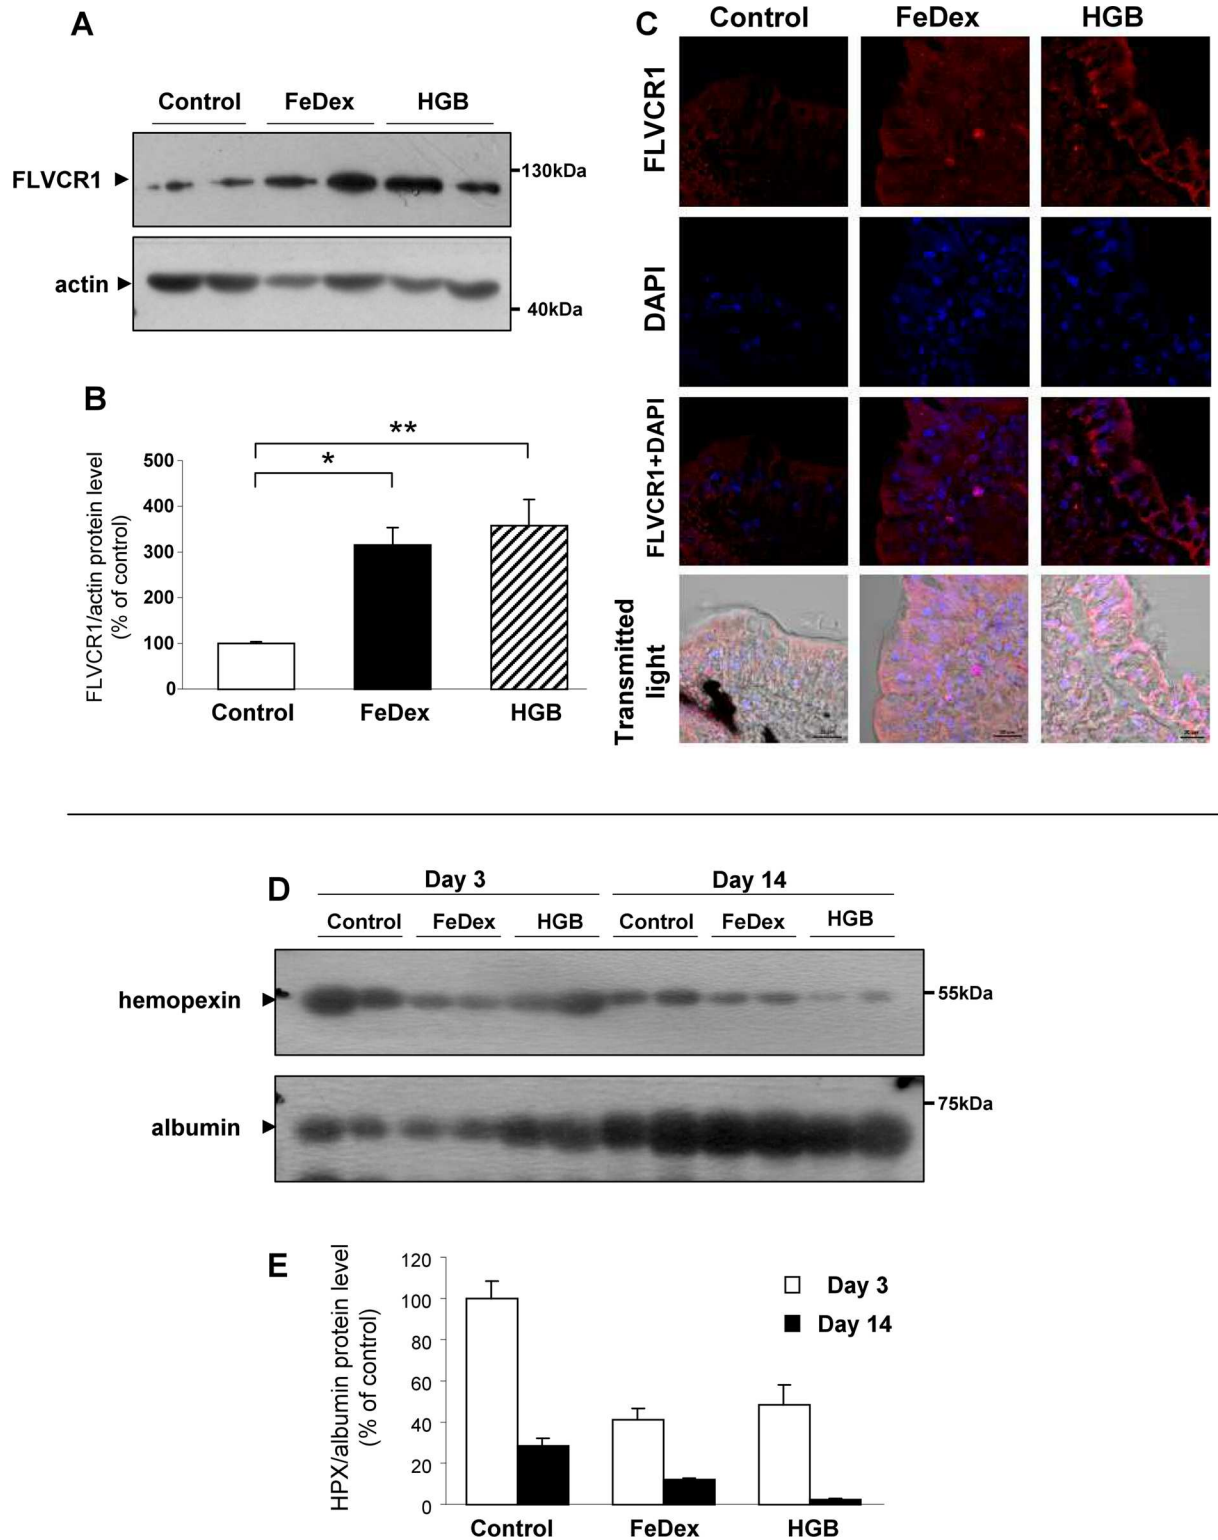 A
Control FeDex HGB
FLVCR1
130kDa
actin
40kDa
B
** 
*
FLVCR1/actin protein level
(% of control)
500
400
300
200
100
0
Control FeDex HGB
C
Control FeDex HGB
FLVCR1
DAPI
FLVCR1+DAPI
Transmitted
light
D
Day 3 Day 14
Control FeDex HGB Control FeDex HGB
hemopexin
55kDa
albumin
75kDa
E
HPX/albumin protein level
(% of control)
120
100
80
60
40
20
0
Day 3
Day 14
Control FeDex HGB